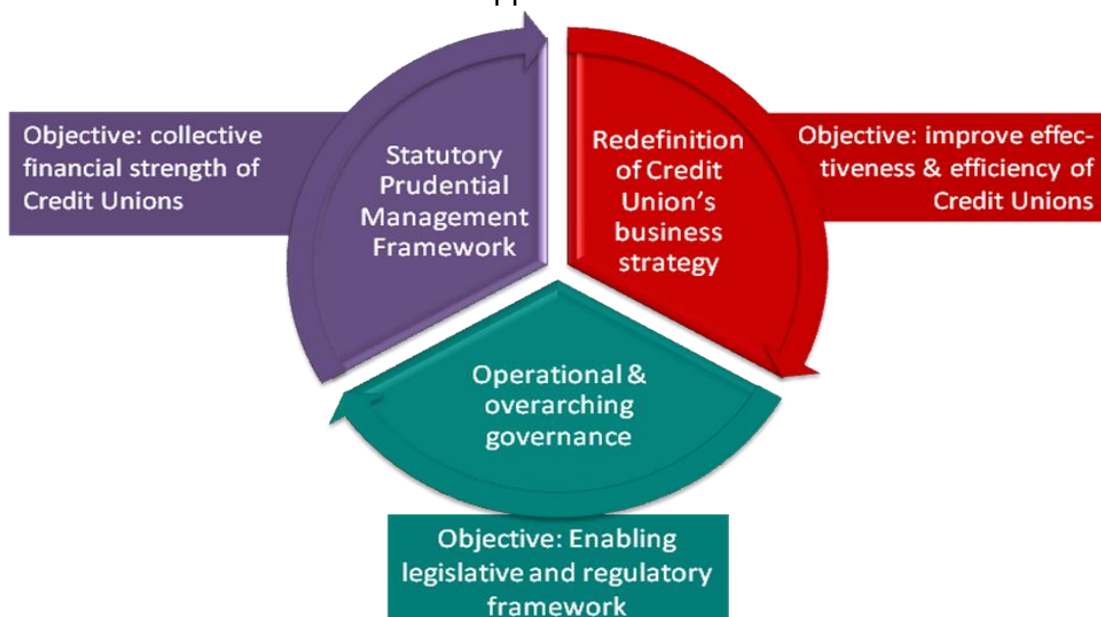 Objective: collective
financial strength of
Credit Unions
Statutory
Prudential
Management
Framework
Redefinition
of Credit
Union's
business
strategy
Objective: improve effec-
tiveness & efficiency of
Credit Unions
Operational &
overarching
governance
Objective: Enabling
legislative and regulatory
framework